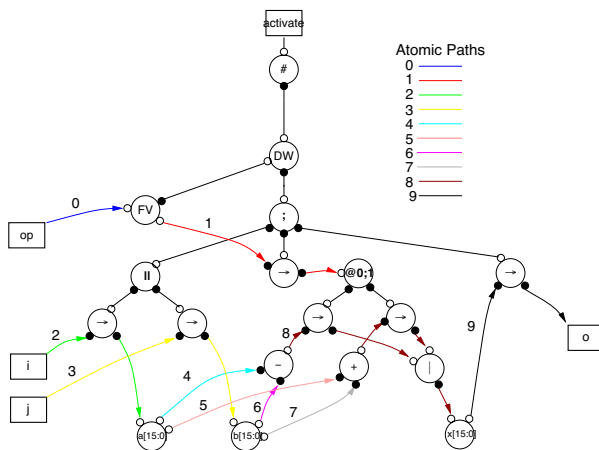 activate
#
Atomic Paths
0
1
2
3
4
5
6
7
8
9
DW
0
FV
1
;
op
→
@0;1
II
→
→
→
→
→
9
2
8
o
i
3
4
−
+
|
j
5
6
7
a[15:0]
b[15:0]
x[15:0]